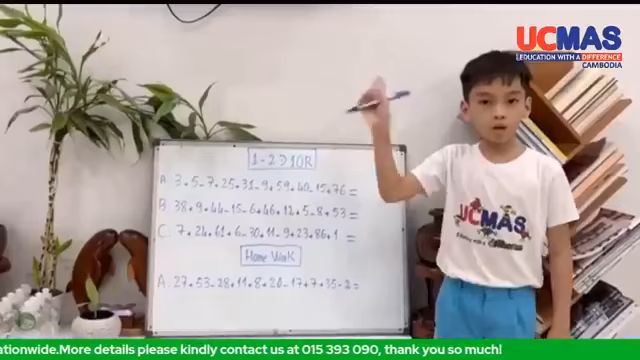 UCMAS
EDUCATION WITH A DIFFERENCE
CAMBODIA
1-2D10R
A. 3.5-7.25.31-9.59.40-15.76=
B. 38.9.44-15-6.46.12.5-8.53=
C. 7.24.61.6-30.11-9.23.86.1=
Home Work
A. 27.53-28.11.8.20-17.7.35-2=
UCMAS
ationwide.More details please kindly contact us at 015 393 090, thank you so much!